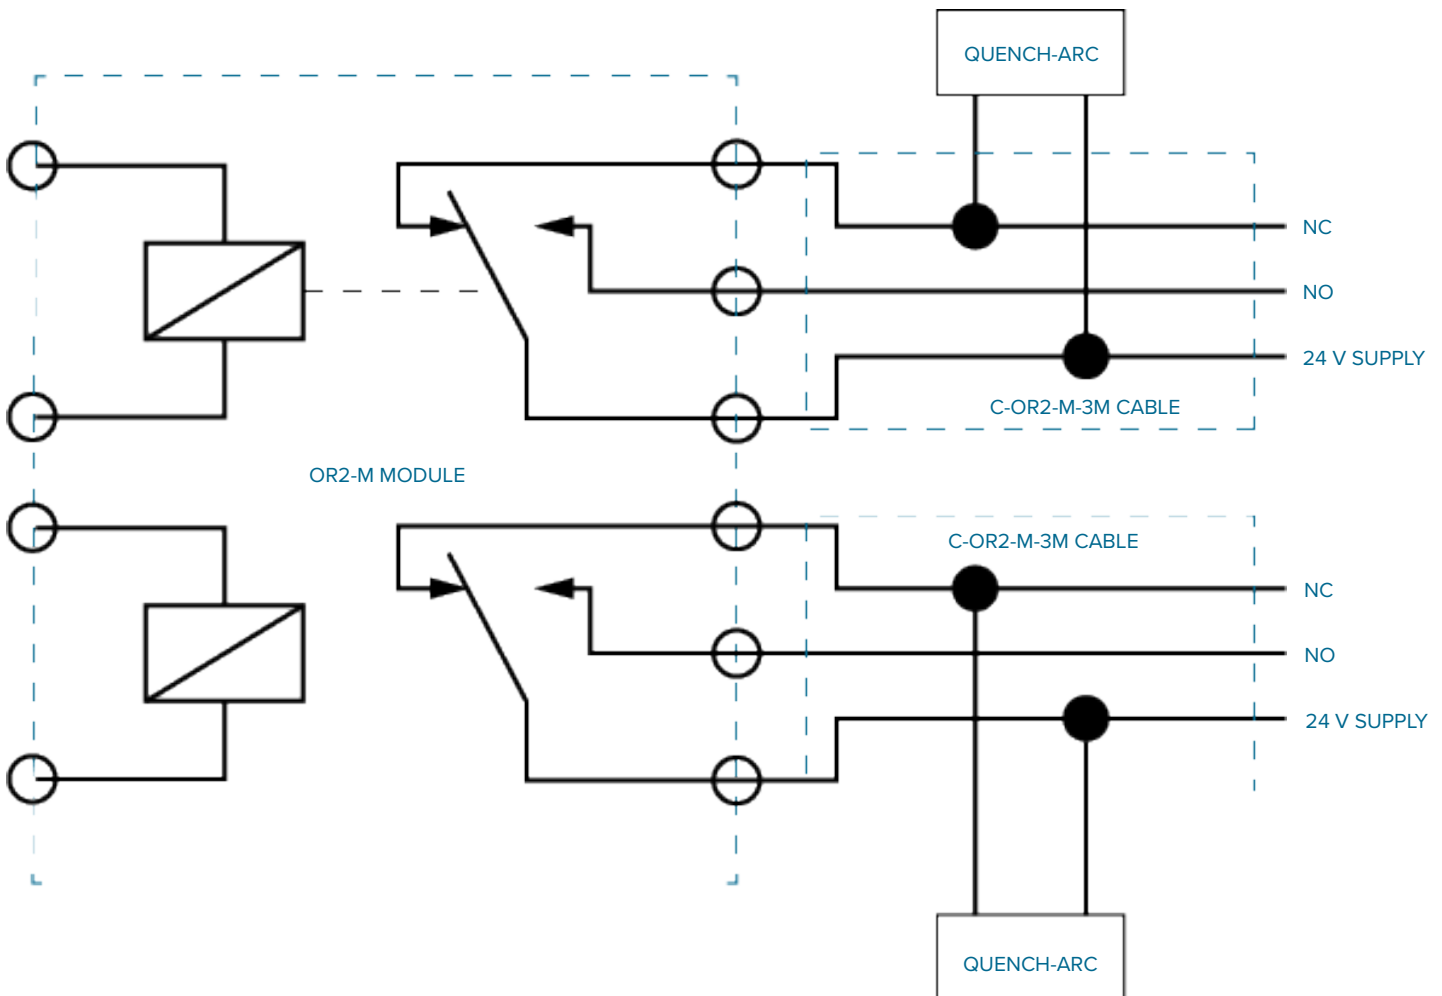 QUENCH-ARC
NC
NO
24 V SUPPLY
C-OR2-M-3M CABLE
OR2-M MODULE
C-OR2-M-3M CABLE
NC
NO
24 V SUPPLY
QUENCH-ARC